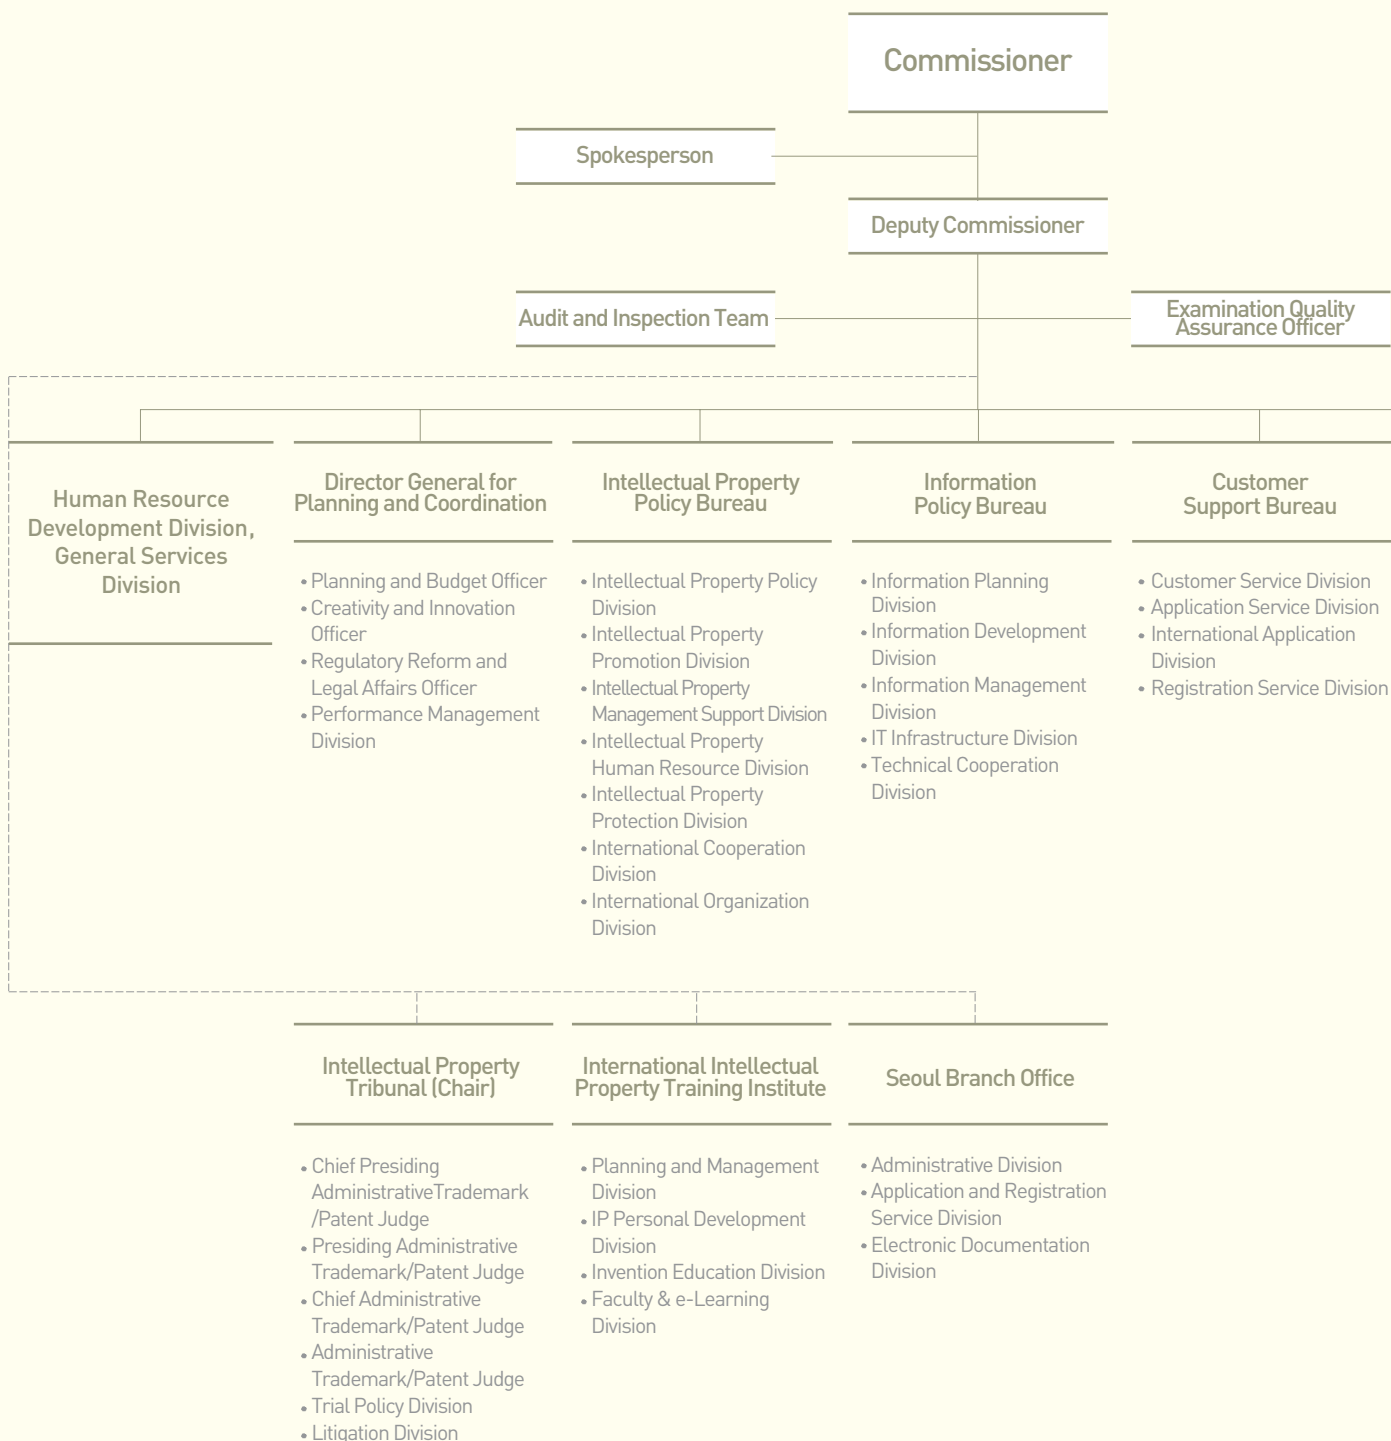 Commissioner
Spokesperson
Deputy Commissioner
Audit and Inspection Team
Examination Quality
Assurance Officer
Human Resource
Development Division,
General Services
Division
Director General for
Planning and Coordination
• Planning and Budget Officer
• Creativity and Innovation
Officer
• Regulatory Reform and
Legal Affairs Officer
• Performance Management
Division
Intellectual Property
Policy Bureau
• Intellectual Property Policy
Division
• Intellectual Property
Promotion Division
• Intellectual Property
Management Support Division
• Intellectual Property
Human Resource Division
• Intellectual Property
Protection Division
• International Cooperation
Division
• International Organization
Division
Information
Policy Bureau
• Information Planning
Division
• Information Development
Division
• Information Management
Division
• IT Infrastructure Division
• Technical Cooperation
Division
Customer
Support Bureau
• Customer Service Division
• Application Service Division
• International Application
Division
• Registration Service Division
Intellectual Property
Tribunal (Chair)
• Chief Presiding
AdministrativeTrademark
/Patent Judge
• Presiding Administrative
Trademark/Patent Judge
• Chief Administrative
Trademark/Patent Judge
• Administrative
Trademark/Patent Judge
• Trial Policy Division
• Litigation Division
International Intellectual
Property Training Institute
• Planning and Management
Division
• IP Personal Development
Division
• Invention Education Division
• Faculty & e-Learning
Division
Seoul Branch Office
• Administrative Division
• Application and Registration
Service Division
• Electronic Documentation
Division